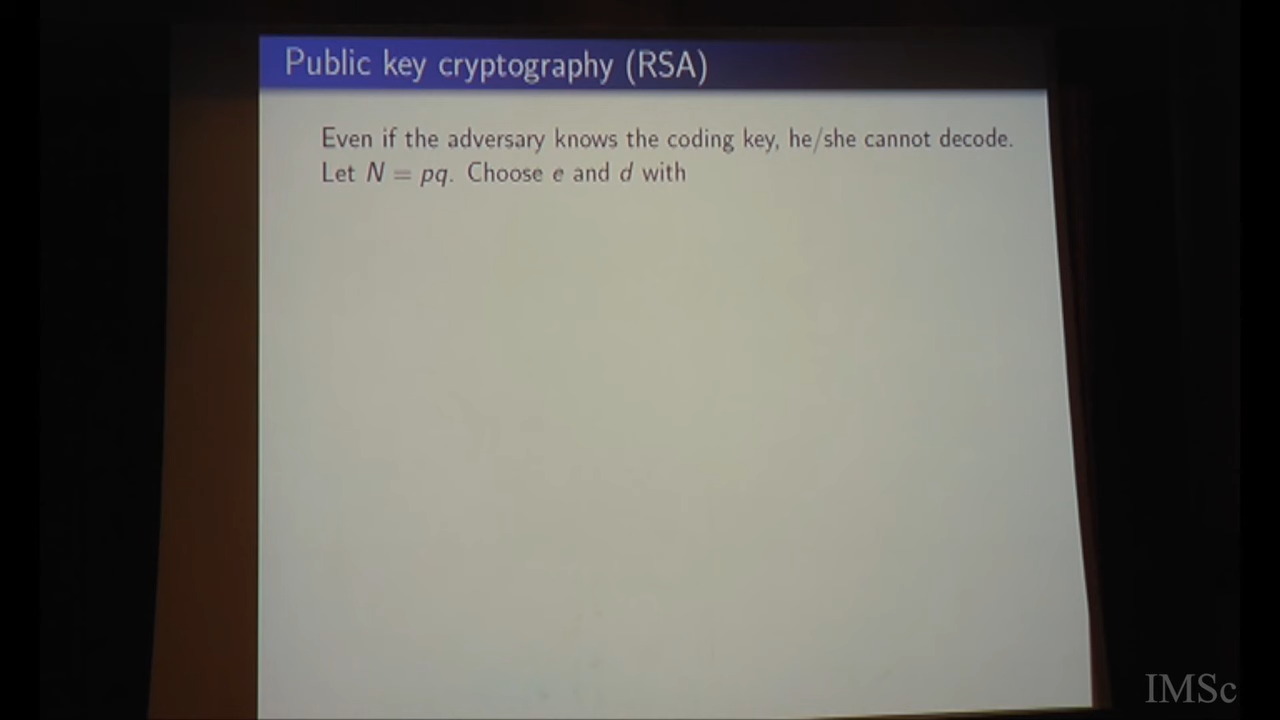 Public key cryptography (RSA)
Even if the adversary knows the coding key, he/she cannot decode.
Let N = pq. Choose e and d with
IMSc